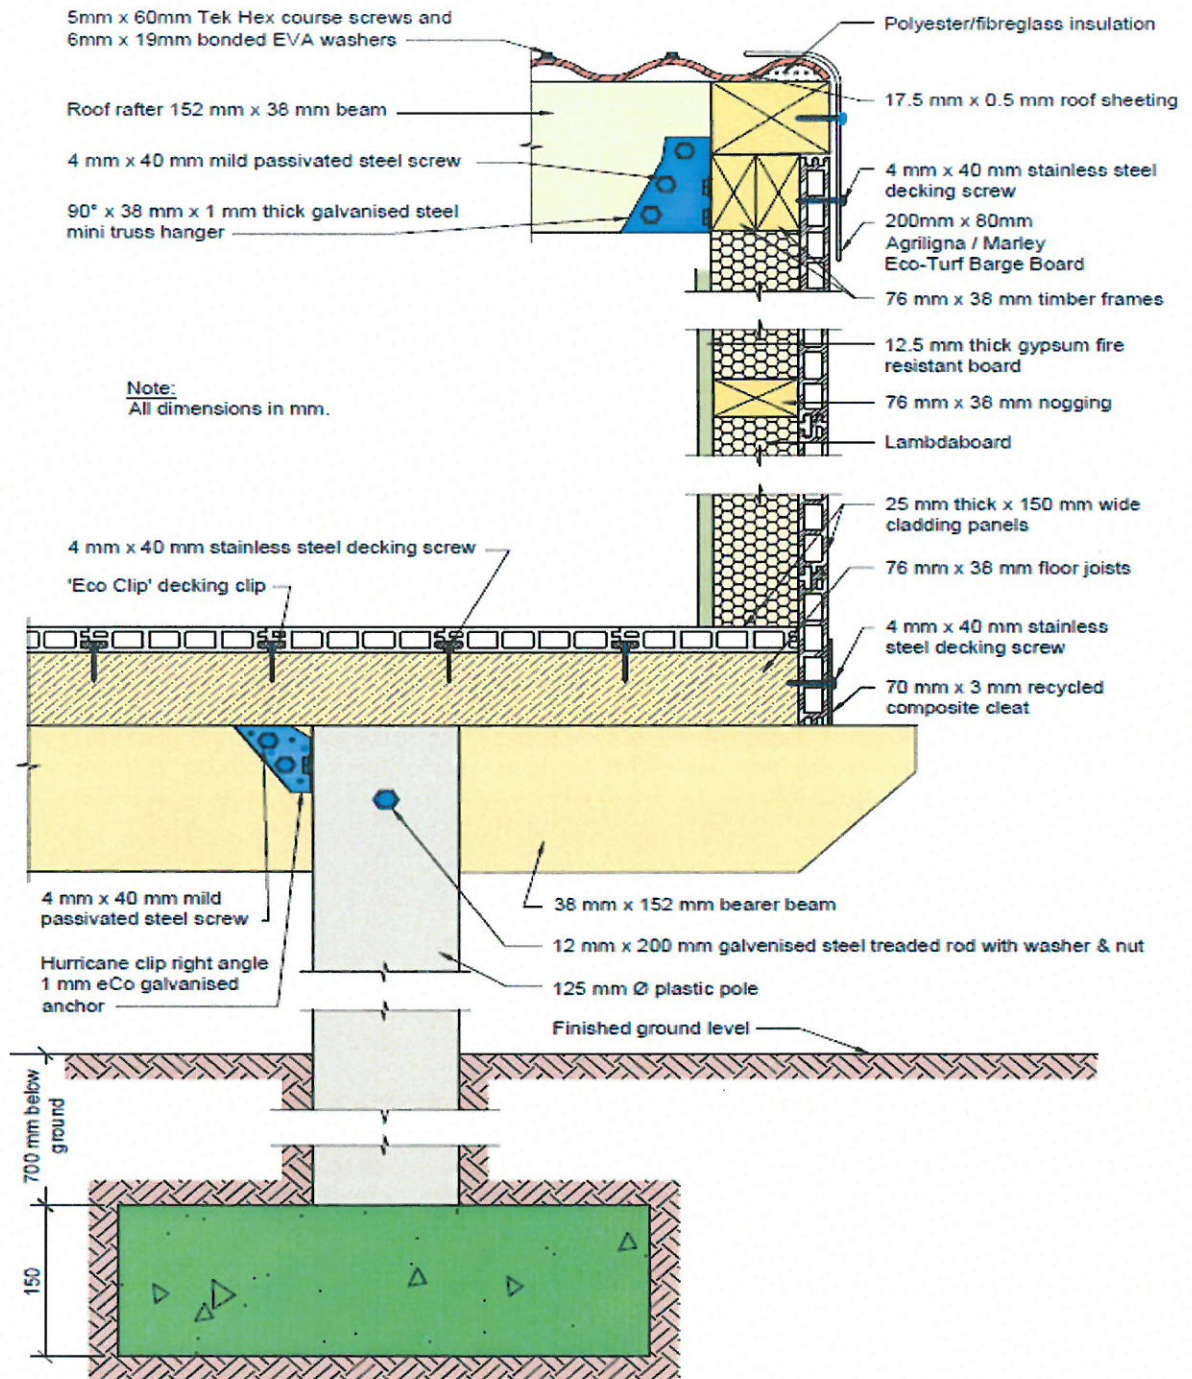 5mm x 60mm Tek Hex course screws and
6mm x 19mm bonded EVA washers
Polyester/fibreglass insulation
Roof rafter 152 mm x 38 mm beam
17.5 mm x 0.5 mm roof sheeting
4 mm x 40 mm mild passivated steel screw
4 mm x 40 mm stainless steel
decking screw
90° x 38 mm x 1 mm thick galvanised steel
mini truss hanger
200mm x 80mm
Agriligna / Marley
Eco-Turf Barge Board
76 mm x 38 mm timber frames
12.5 mm thick gypsum fire
resistant board
Note:
All dimensions in mm.
76 mm x 38 mm nogging
Lambdaboard
25 mm thick x 150 mm wide
cladding panels
4 mm x 40 mm stainless steel decking screw
'Eco Clip' decking clip
76 mm x 38 mm floor joists
4 mm x 40 mm stainless
steel decking screw
70 mm x 3 mm recycled
composite cleat
4 mm x 40 mm mild
passivated steel screw
38 mm x 152 mm bearer beam
12 mm x 200 mm galvenised steel treaded rod with washer & nut
Hurricane clip right angle
1 mm eCo galvanised
anchor
125 mm Ø plastic pole
Finished ground level
700 mm below
ground
150